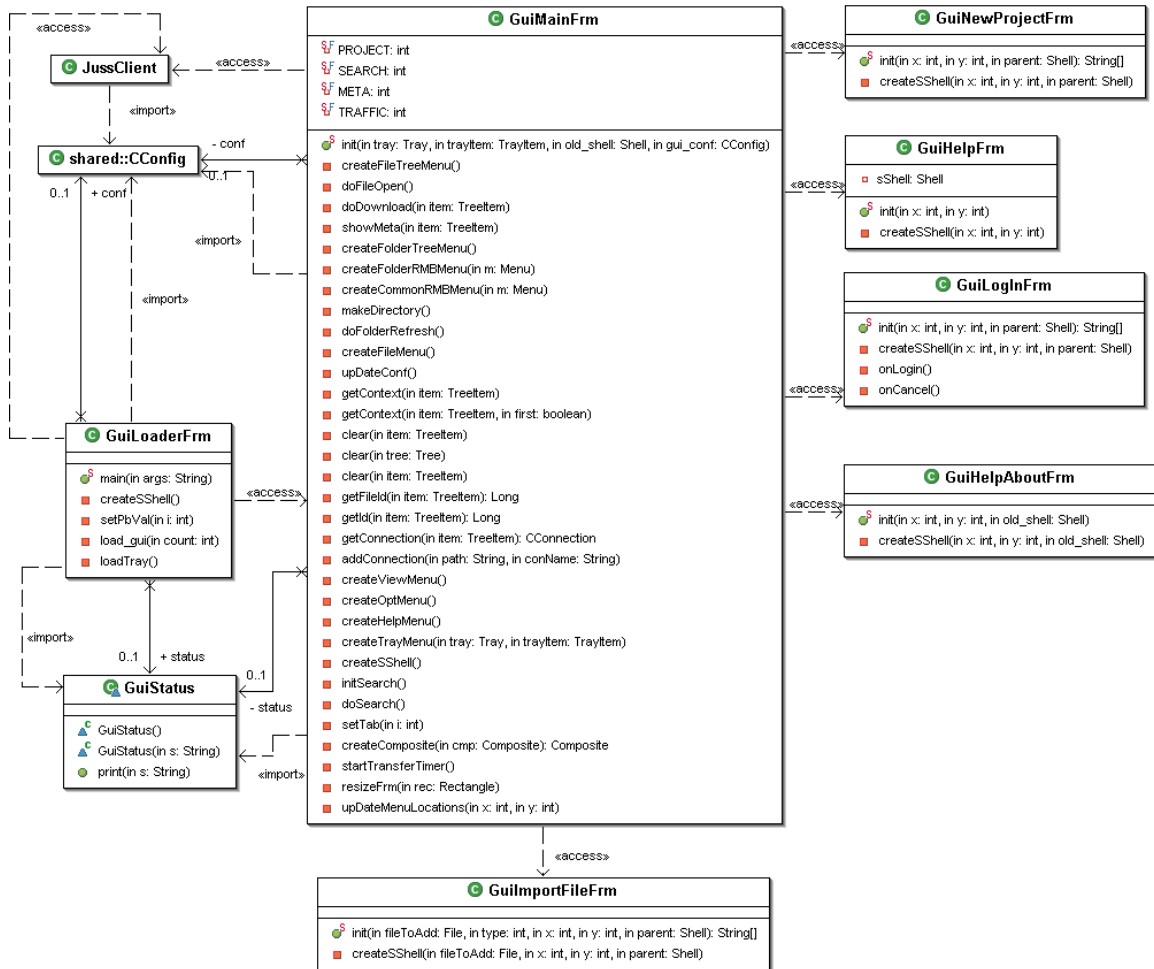 «access»
JussClient
«access»
«import»
shared::CConfig
- conf
0..1
0..1
+ conf
«import»
«import»
GuiLoaderFrm
main(in args: String)
createSShell()
setPbVal(in i: int)
load_gui(in count: int)
loadTray()
«access»
«import»
0..1
+ status
0..1
- status
«import»
GuiStatus
GuiStatus()
GuiStatus(in s: String)
print(in s: String)
GuiMainFrm
PROJECT: int
SEARCH: int
META: int
TRAFFIC: int
init(in tray: Tray, in trayItem: TrayItem, in old_shell: Shell, in gui_conf: CConfig)
createFileTreeMenu()
doFileOpen()
doDownload(in item: TreeItem)
showMeta(in item: TreeItem)
createFolderTreeMenu()
createFolderRMBMenu(in m: Menu)
createCommonRMBMenu(in m: Menu)
makeDirectory()
doFolderRefresh()
createFileMenu()
upDateConf()
getContext(in item: TreeItem)
getContext(in item: TreeItem, in first: boolean)
clear(in item: TreeItem)
clear(in tree: Tree)
clear(in item: TreeItem)
getFileId(in item: TreeItem): Long
getId(in item: TreeItem): Long
getConnection(in item: TreeItem): CConnection
addConnection(in path: String, in conName: String)
createViewMenu()
createOptMenu()
createHelpMenu()
createTrayMenu(in tray: Tray, in trayItem: TrayItem)
createSShell()
initSearch()
doSearch()
setTab(in i: int)
createComposite(in cmp: Composite): Composite
startTransferTimer()
resizeFrm(in rec: Rectangle)
upDateMenuLocations(in x: int, in y: int)
«access»
GuiNewProjectFrm
init(in x: int, in y: int, in parent: Shell): String[]
createSShell(in x: int, in y: int, in parent: Shell)
«access»
GuiHelpFrm
sShell: Shell
init(in x: int, in y: int)
createSShell(in x: int, in y: int)
«access»
GuiLogInFrm
init(in x: int, in y: int, in parent: Shell): String[]
createSShell(in x: int, in y: int, in parent: Shell)
onLogin()
onCancel()
«access»
GuiHelpAboutFrm
init(in x: int, in y: int, in old_shell: Shell)
createSShell(in x: int, in y: int, in old_shell: Shell)
«access»
GuiImportFileFrm
init(in fileToAdd: File, in type: int, in x: int, in y: int, in parent: Shell): String[]
createSShell(in fileToAdd: File, in x: int, in y: int, in parent: Shell)